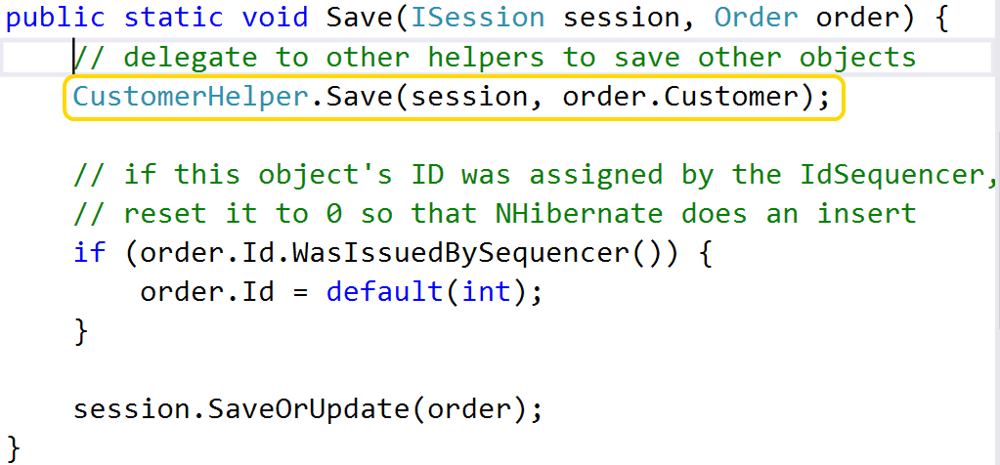 public static void Save(ISession session, Order order) {
// delegate to other helpers to save other objects
CustomerHelper.Save(session, order.Customer);
// if this object's ID was assigned by the IdSequencer,
// reset it to 0 so that NHibernate does an insert
if (order.Id.WasIssuedBySequencer()) {
order.Id = default(int);
}
session.SaveOrUpdate(order);
}